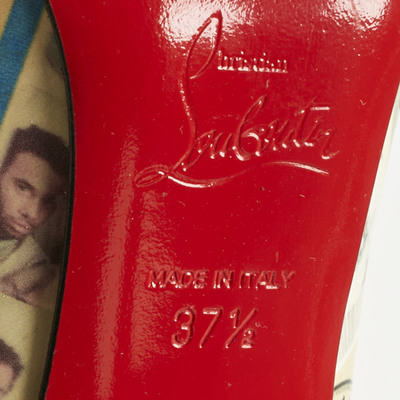 Christian
Louboutin
MADE IN ITALY
37½